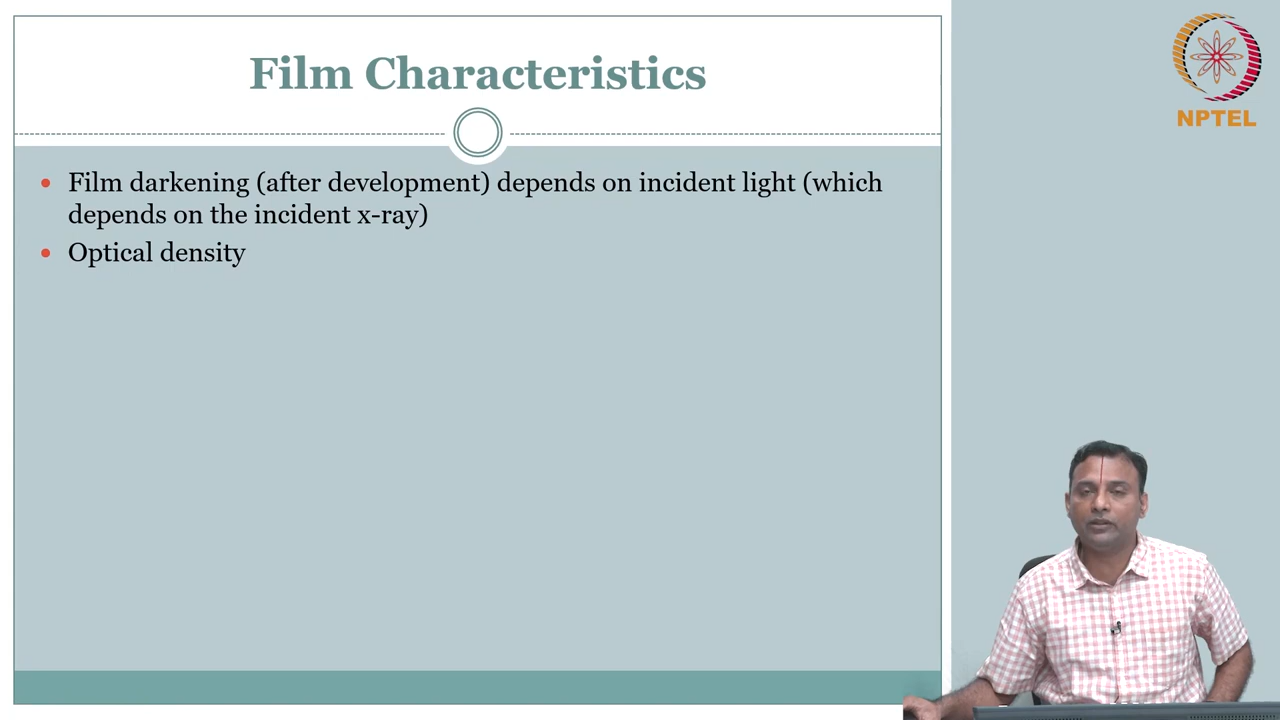 Film Characteristics
NPTEL
Film darkening (after development) depends on incident light (which
depends on the incident x-ray)
Optical density